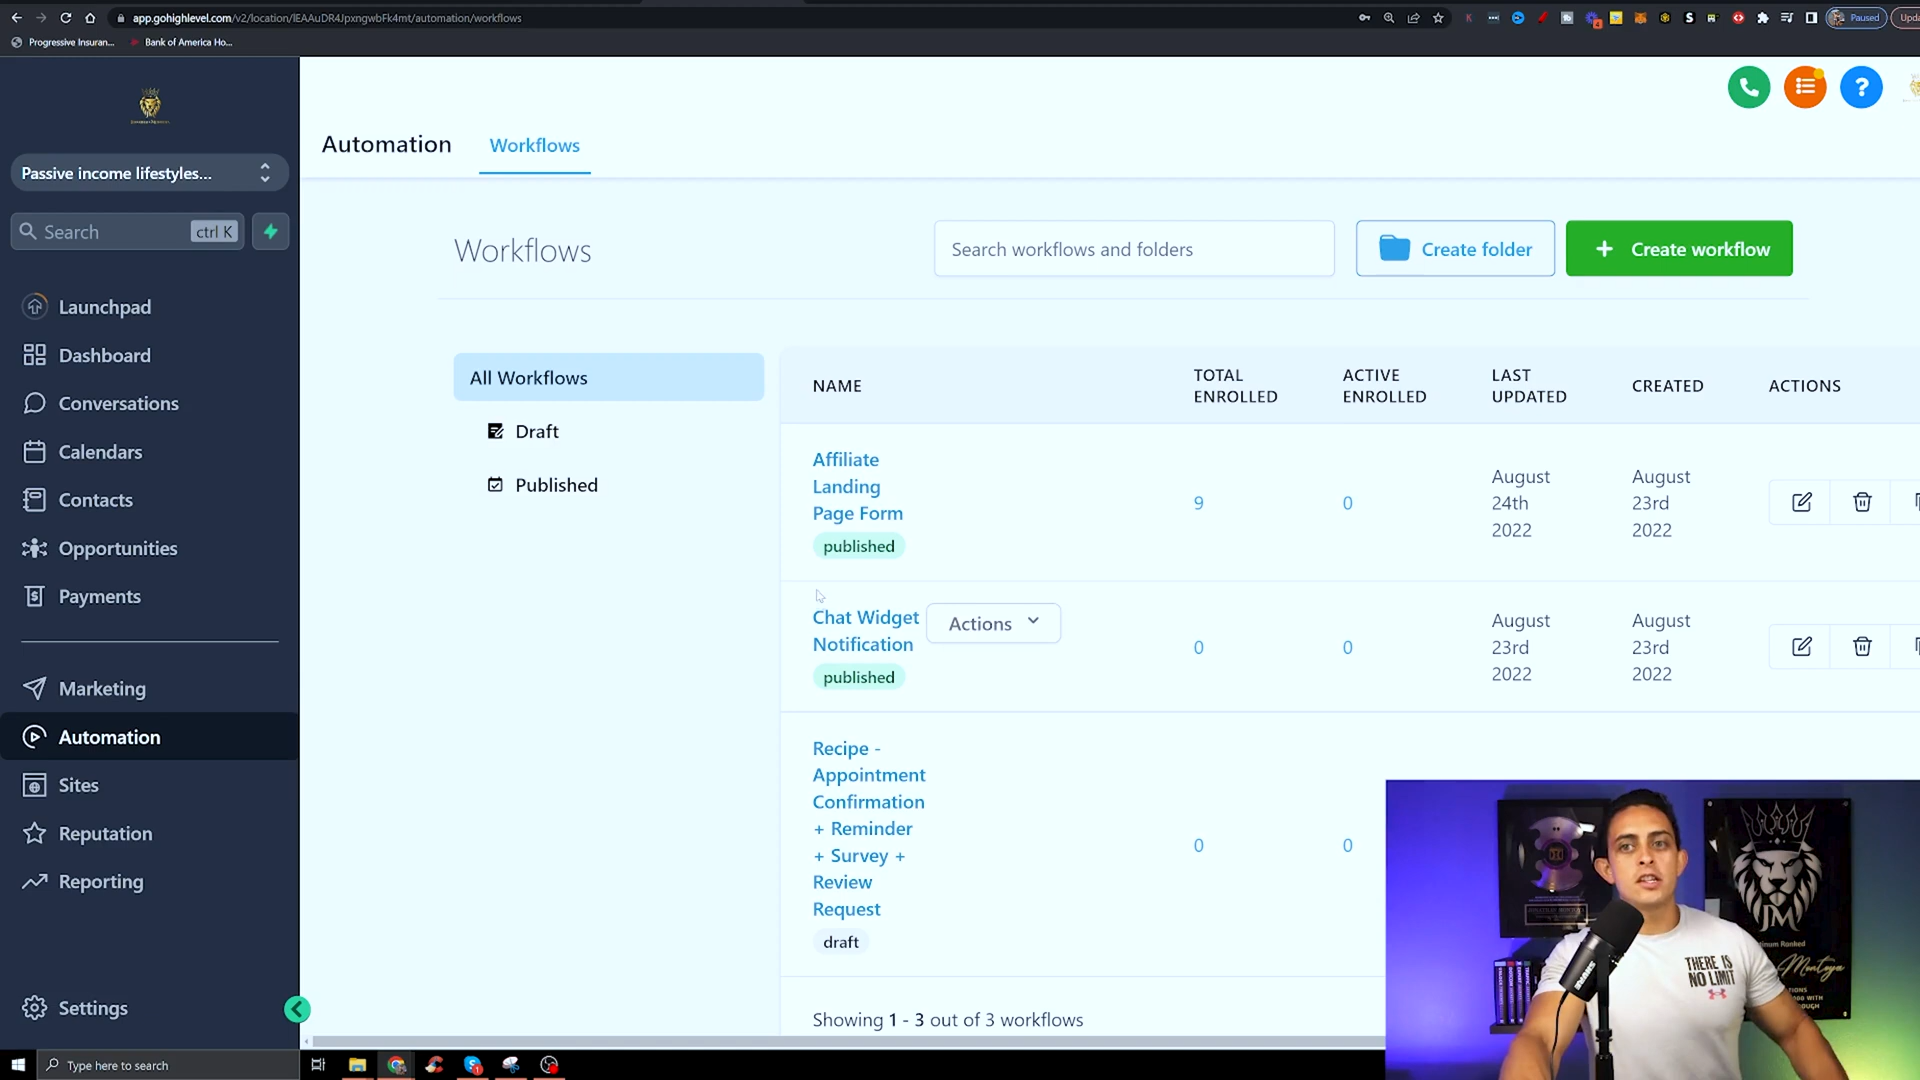 app.gohighlevel.com/v2/location/lEAAuDR4JpxngwbFk4mt/automation/workflows
Paused
Upda
Progressive Insuran...
Bank of America Ho...
Passive income lifestyles...
Search
ctrl K
Launchpad
Dashboard
Conversations
Calendars
Contacts
Opportunities
Payments
Marketing
Automation
Sites
Reputation
Reporting
Settings
Automation
Workflows
?
Workflows
Search workflows and folders
Create folder
+ Create workflow
All Workflows
Draft
Published
NAME
TOTAL
ENROLLED
ACTIVE
ENROLLED
LAST
UPDATED
CREATED
ACTIONS
Affiliate
Landing
Page Form
published
9
0
August
24th
2022
August
23rd
2022
Chat Widget
Notification
published
Actions
0
0
August
23rd
2022
August
23rd
2022
Recipe -
Appointment
Confirmation
+ Reminder
+ Survey +
Review
Request
draft
0
0
Showing 1 - 3 out of 3 workflows
JM
Montoya
THERE IS
NO LIMIT
SHURE
Type here to search